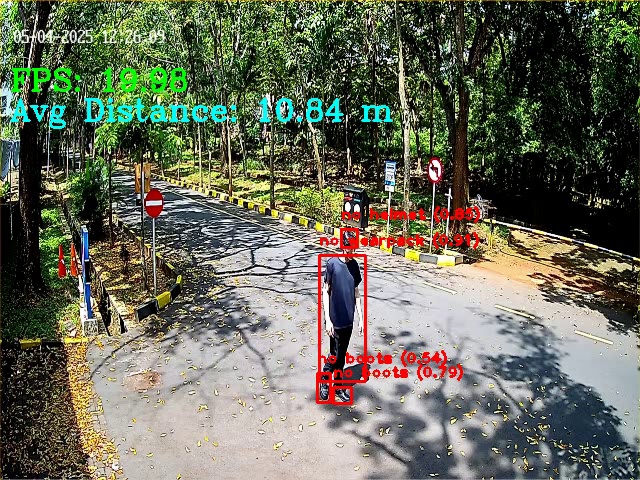 05-04-2025 12:26:09
FPS: 19.98
Avg Distance: 10.84 m
no helmet (0.85)
no wearpack (0.91)
no boots (0.54)
no boots (0.79)